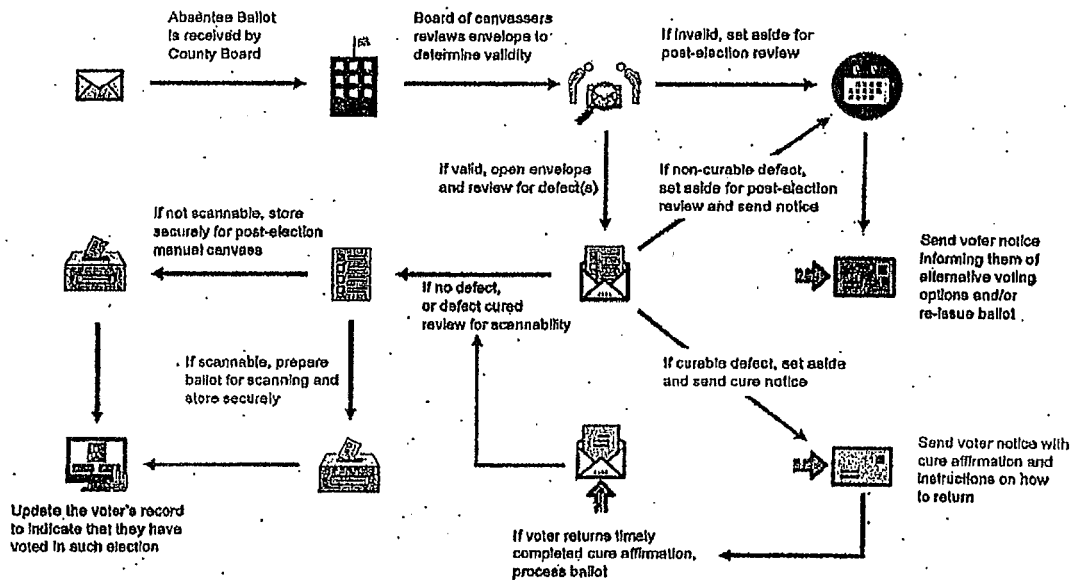 Absentee Ballot
is received by
County Board
Board of canvassers
reviews envelope to
determine validity
If invalid, set aside for
post-election review
If valid, open envelope
and review for defect(s)
If non-curable defect,
set aside for post-election
review and send notice
If not scannable, store
securely for post-election
manual canvass
Send voter notice
informing them of
alternative voting
options and/or
re-issue ballot
If no defect,
or defect cured
review for scannability
If scannable, prepare
ballot for scanning and
store securely
If curable defect, set aside
and send cure notice
Send voter notice with
cure affirmation and
instructions on how
to return
Update the voter's record
to indicate that they have
voted in such election
If voter returns timely
completed cure affirmation,
process ballot